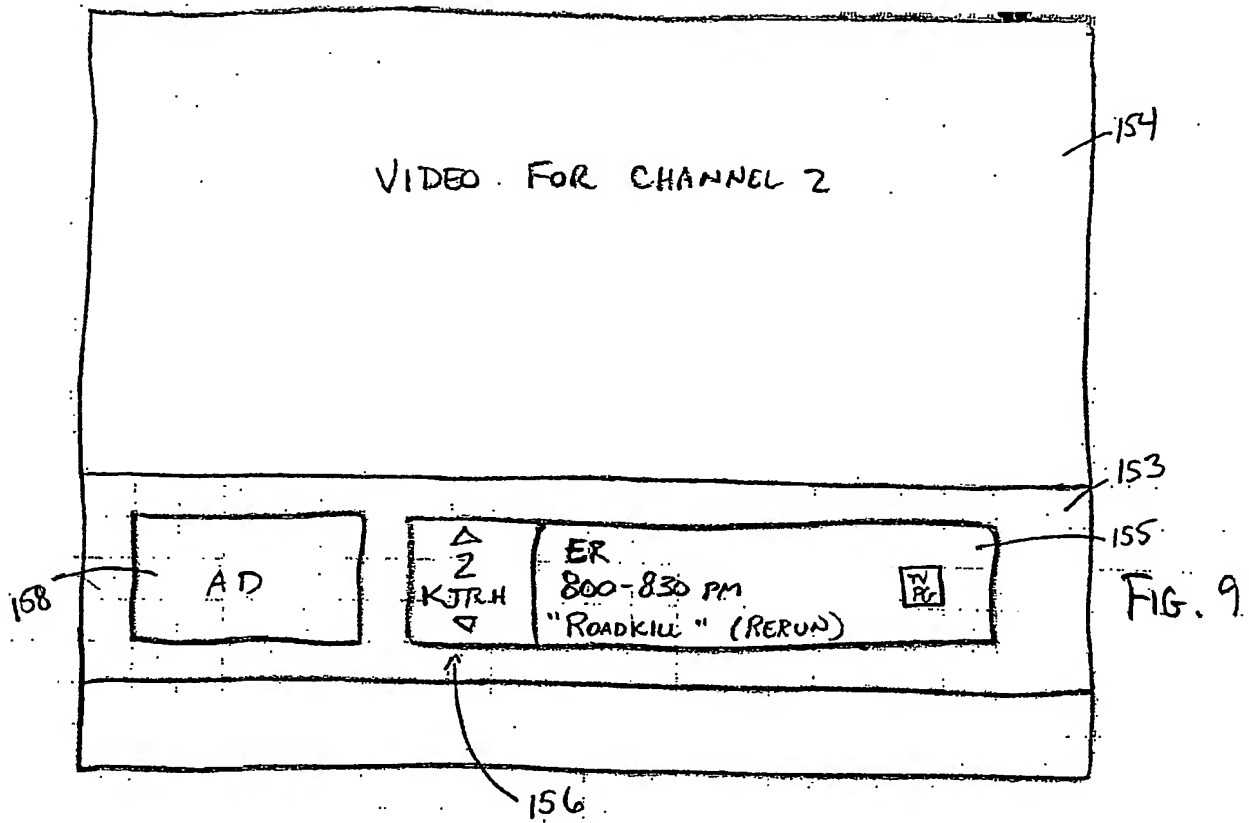 VIDEO FOR CHANNEL 2
154
153
155
158
AD
2
KJRH
ER
800-830 PM
"ROADKILL" (RERUN)
TV
PG
156
FIG. 9